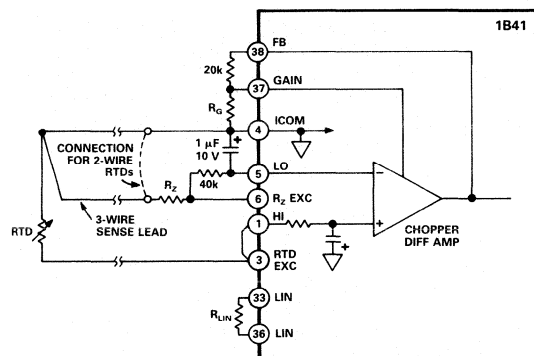 1B41
38 FB
20k
GAIN
37
RG
ICOM
4
CONNECTION
FOR 2-WIRE
RTDs
1 μF
10 V
+
LO
5
40k
RZ
6 RZ EXC
HI
1
3-WIRE
SENSE LEAD
RTD
3 RTD
EXC
−
+
+
CHOPPER
DIFF AMP
33 LIN
RLIN
36 LIN